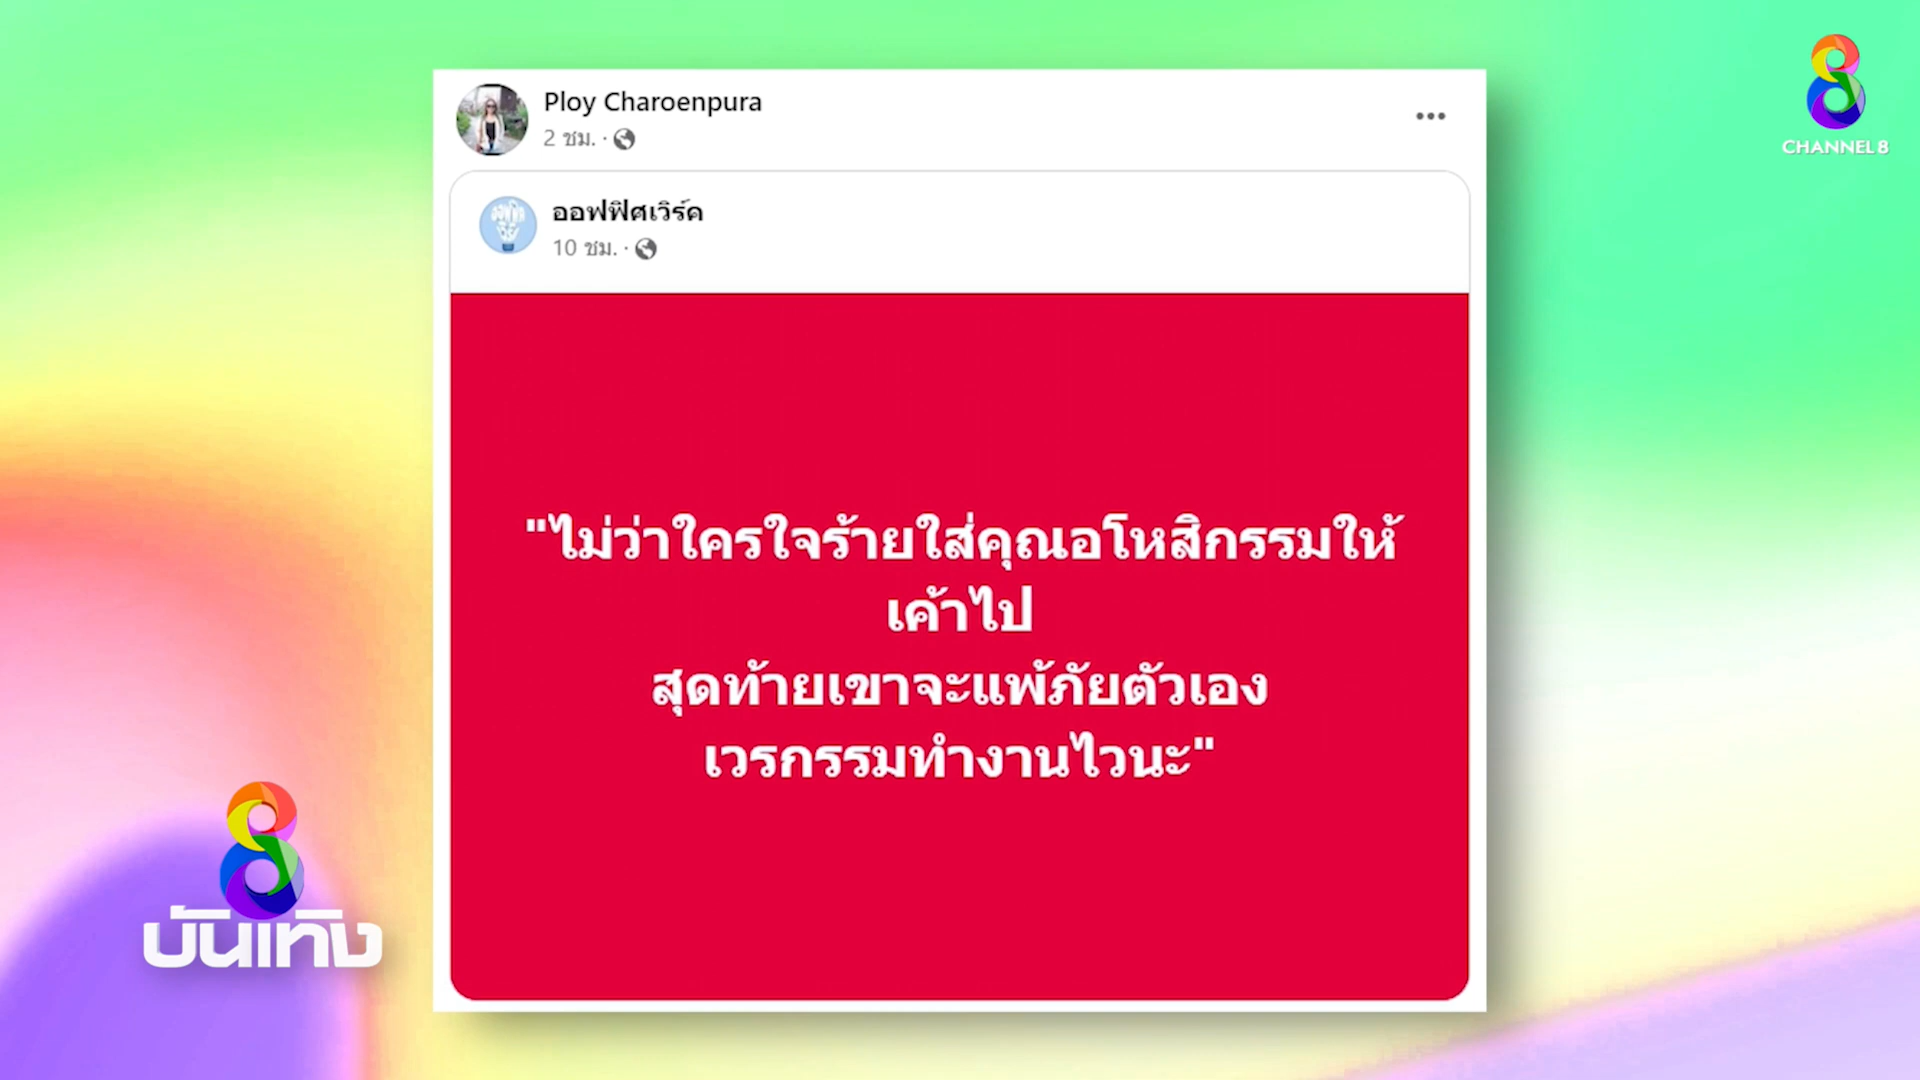 Ploy Charoenpura
2 ชม. ·
ออฟฟิศเวิร์ค
10 ชม. ·
"ไม่ว่าใครใจร้ายใส่คุณอโหสิกรรมให้
เค้าไป
สุดท้ายเขาจะแพ้ภัยตัวเอง
เวรกรรมทำงานไวนะ"
8
CHANNEL 8
8
บันเทิง